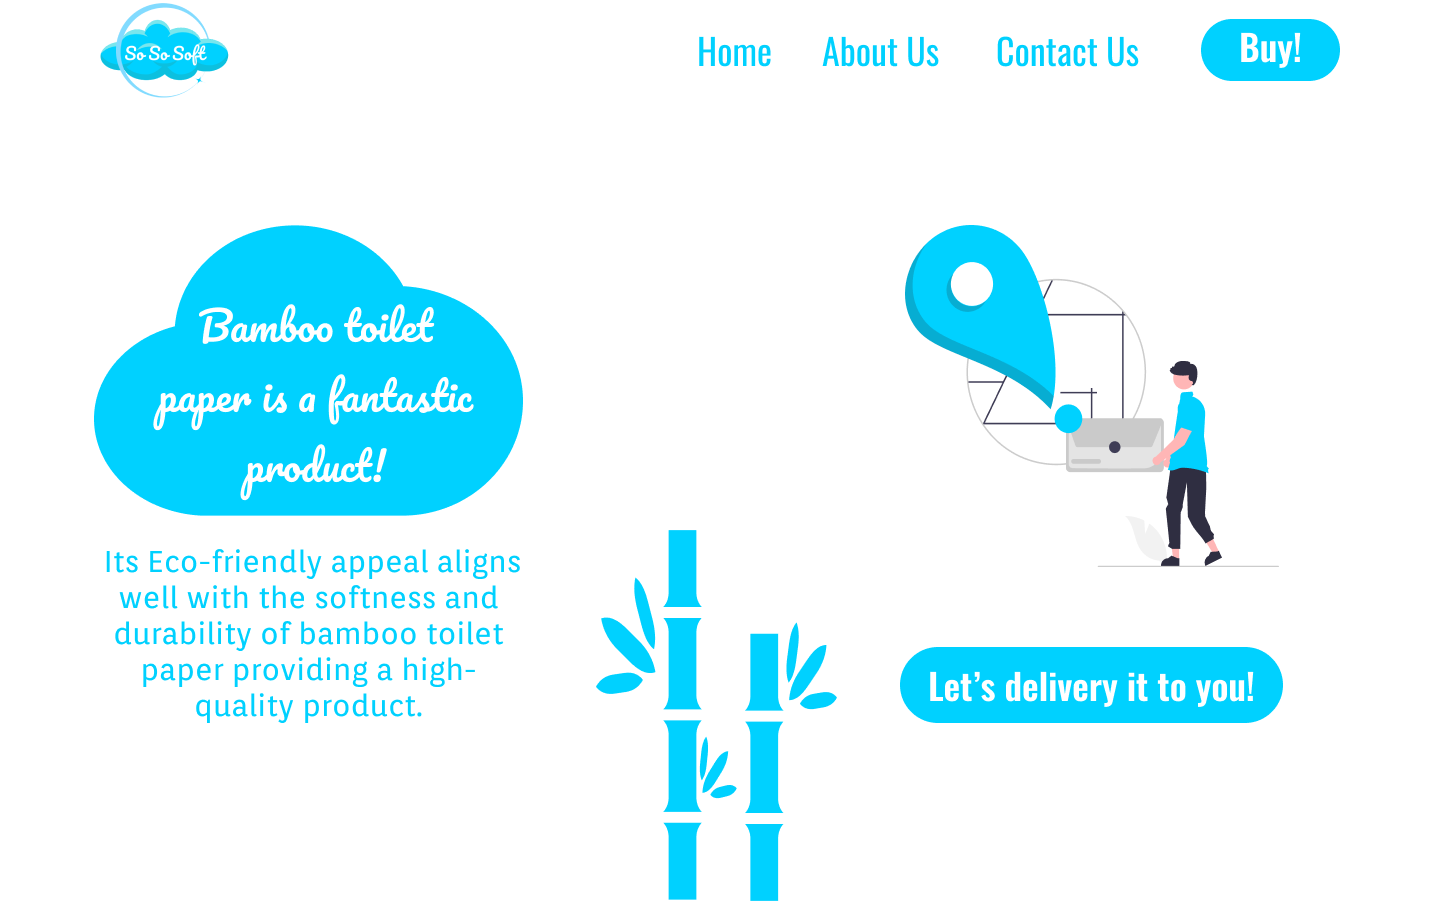 So So Soft
Home
About Us
Contact Us
Buy!
Bamboo toilet
paper is a fantastic
product!
Its Eco-friendly appeal aligns
well with the softness and
durability of bamboo toilet
paper providing a high-
quality product.
Let’s delivery it to you!